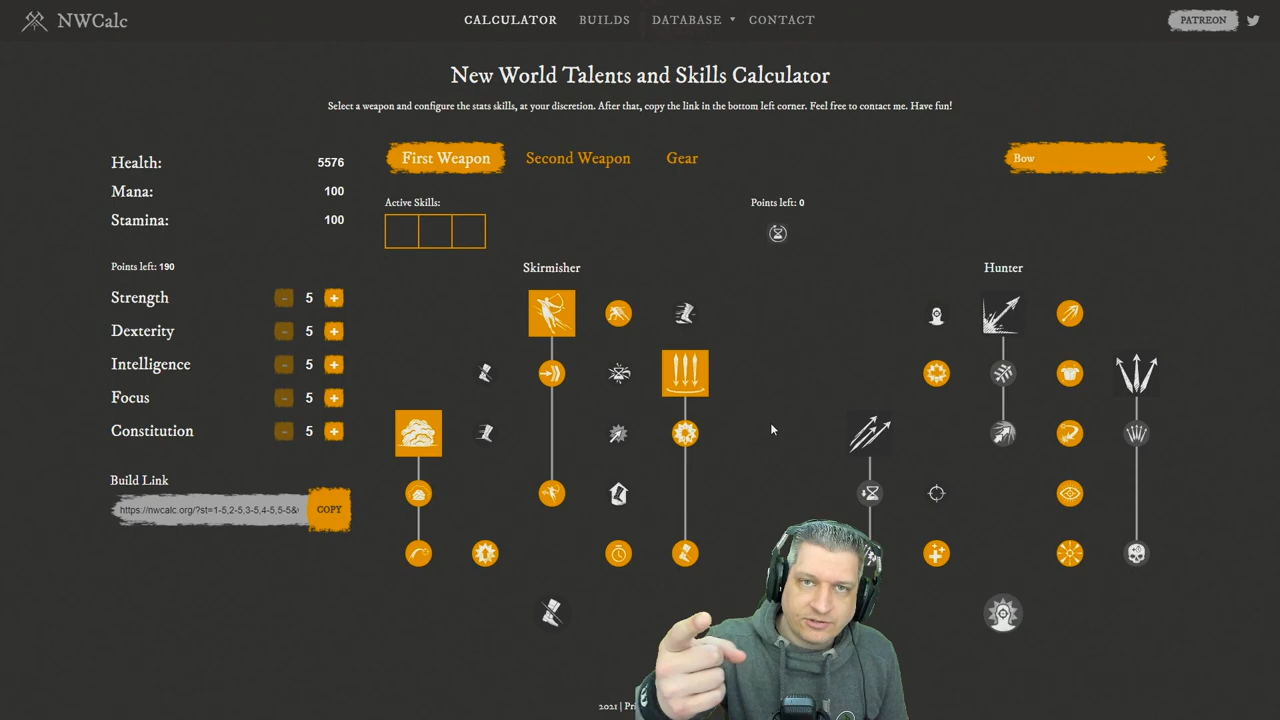 NWCalc
CALCULATOR BUILDS DATABASE CONTACT
PATREON
New World Talents and Skills Calculator
Select a weapon and configure the stats skills, at your discretion. After that, copy the link in the bottom left corner. Feel free to contact me. Have fun!
Health: 5576
Mana: 100
Stamina: 100
First Weapon Second Weapon Gear
Bow
Active Skills:
Points left: 0
Points left: 190
Skirmisher
Hunter
Strength - 5 +
Dexterity - 5 +
Intelligence - 5 +
Focus - 5 +
Constitution - 5 +
Build Link
https://nwcalc.org/?st=1-5,2-5,3-5,4-5,5-5& COPY
2021 |